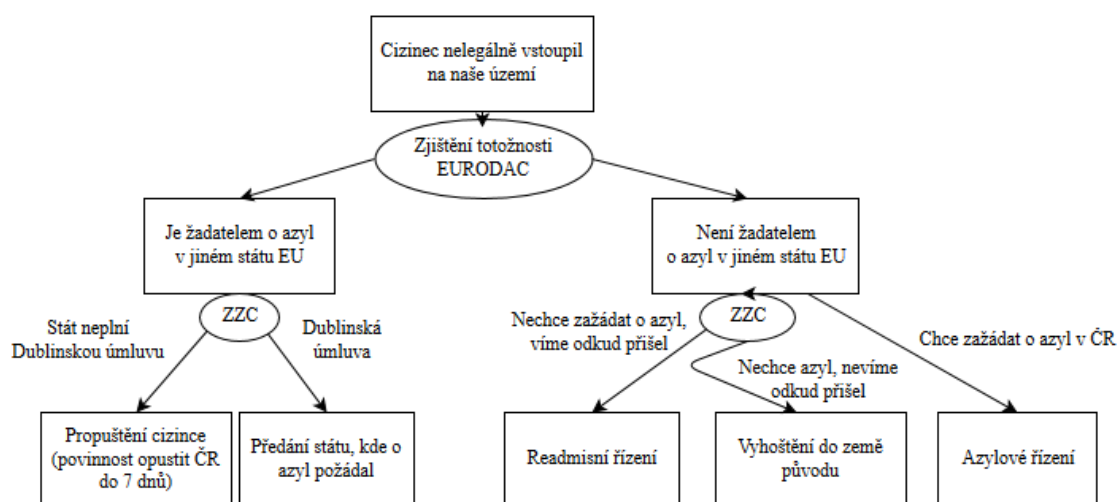 Cizinec nelegálně vstoupil
na naše území
Zjištění totožnosti
EURODAC
Je žadatelem o azyl
v jiném státu EU
Není žadatelem
o azyl v jiném státu EU
ZZC
ZZC
Stát neplní
Dublinskou úmluvu
Dublinská
úmluva
Nechce zažádat o azyl,
víme odkud přišel
Nechce azyl, nevíme
odkud přišel
Chce zažádat o azyl v ČR
Propuštění cizince
(povinnost opustit ČR
do 7 dnů)
Předání státu, kde o
azyl požádal
Readmisní řízení
Vyhoštění do země
původu
Azylové řízení